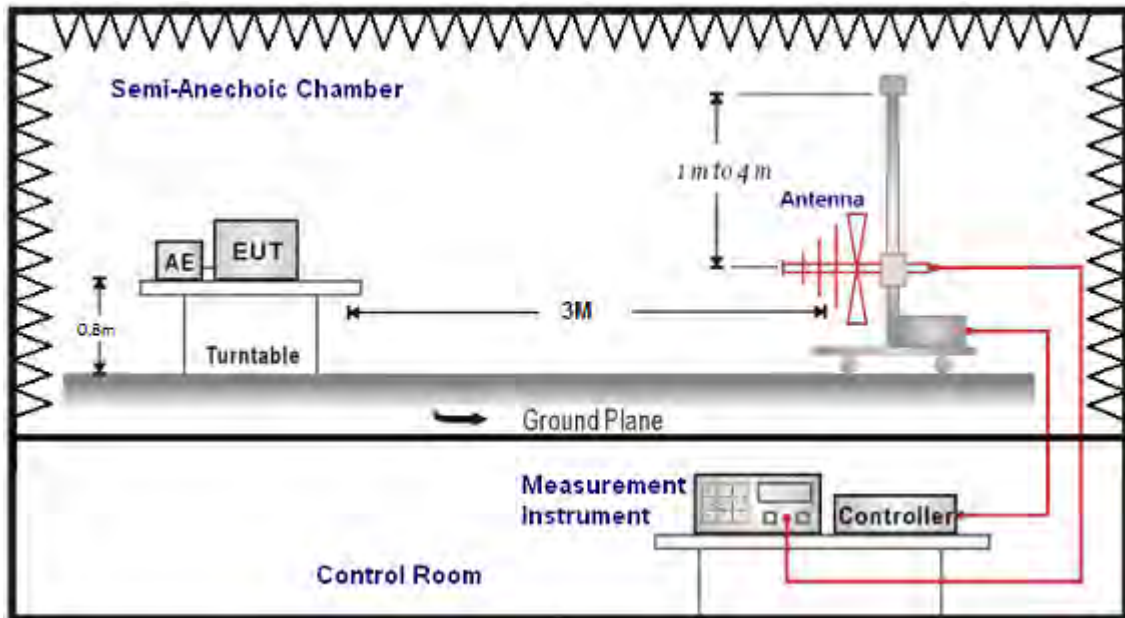 Semi-Anechoic Chamber
1 m to 4 m
Antenna
AE
EUT
0.8m
3M
Turntable
Ground Plane
Measurement
Instrument
Controller
Control Room